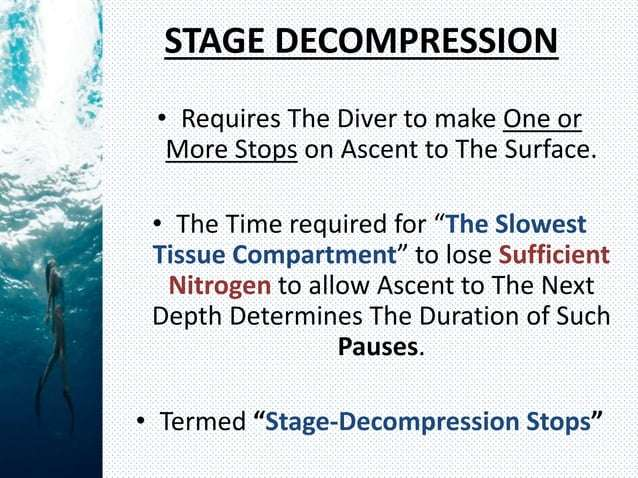 STAGE DECOMPRESSION
• Requires The Diver to make One or
More Stops on Ascent to The Surface.
• The Time required for “The Slowest
Tissue Compartment” to lose Sufficient
Nitrogen to allow Ascent to The Next
Depth Determines The Duration of Such
Pauses.
• Termed “Stage-Decompression Stops”